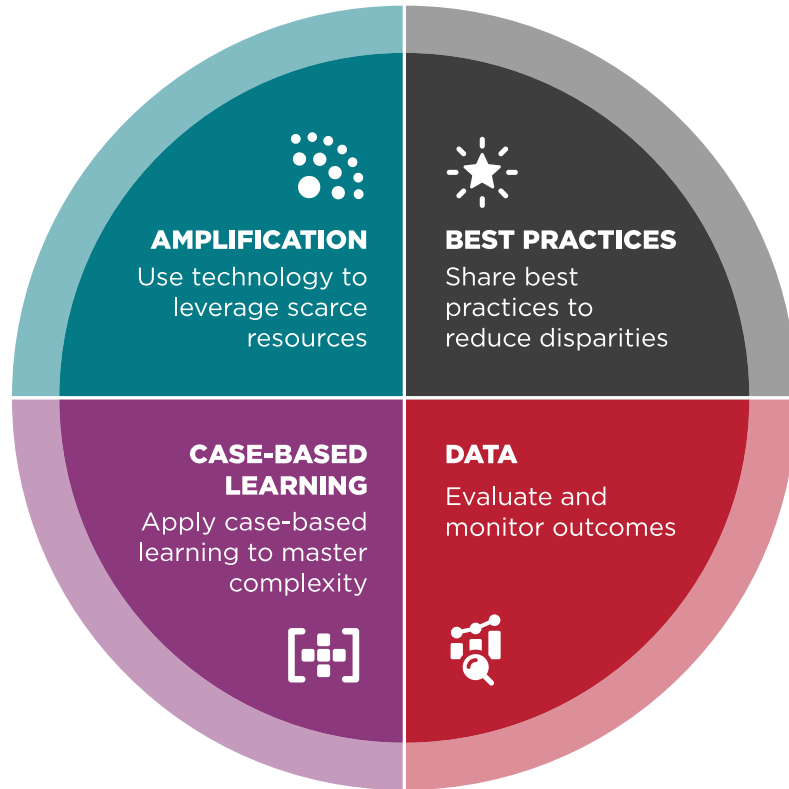 AMPLIFICATION
Use technology to
leverage scarce
resources
BEST PRACTICES
Share best
practices to
reduce disparities
CASE-BASED
LEARNING
Apply case-based
learning to master
complexity
DATA
Evaluate and
monitor outcomes